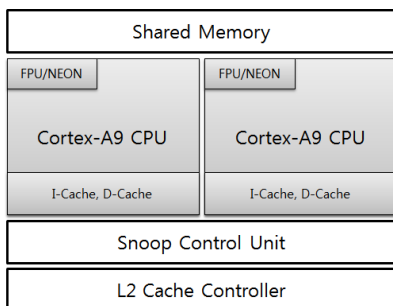 Shared Memory
FPU/NEON
FPU/NEON
Cortex-A9 CPU
Cortex-A9 CPU
I-Cache, D-Cache
I-Cache, D-Cache
Snoop Control Unit
L2 Cache Controller